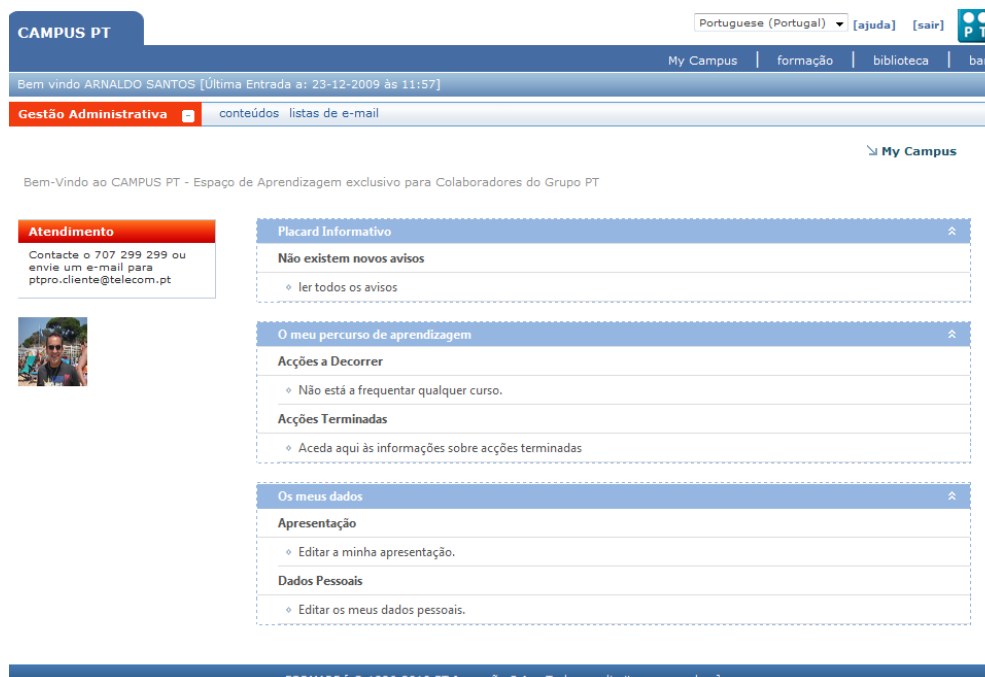 CAMPUS PT
Portuguese (Portugal) [ajuda] [sair]
P T
My Campus | formação | biblioteca |
Bem vindo ARNALDO SANTOS [Última Entrada a: 23-12-2009 às 11:57]
Gestão Administrativa - conteúdos listas de e-mail
My Campus
Bem-Vindo ao CAMPUS PT - Espaço de Aprendizagem exclusivo para Colaboradores do Grupo PT
Atendimento
Contacte o 707 299 299 ou
envie um e-mail para
ptpro.cliente@telecom.pt
Placard Informativo
Não existem novos avisos
ler todos os avisos
O meu percurso de aprendizagem
Acções a Decorrer
Não está a frequentar qualquer curso.
Acções Terminadas
Aceda aqui às informações sobre acções terminadas
Os meus dados
Apresentação
Editar a minha apresentação.
Dados Pessoais
Editar os meus dados pessoais.